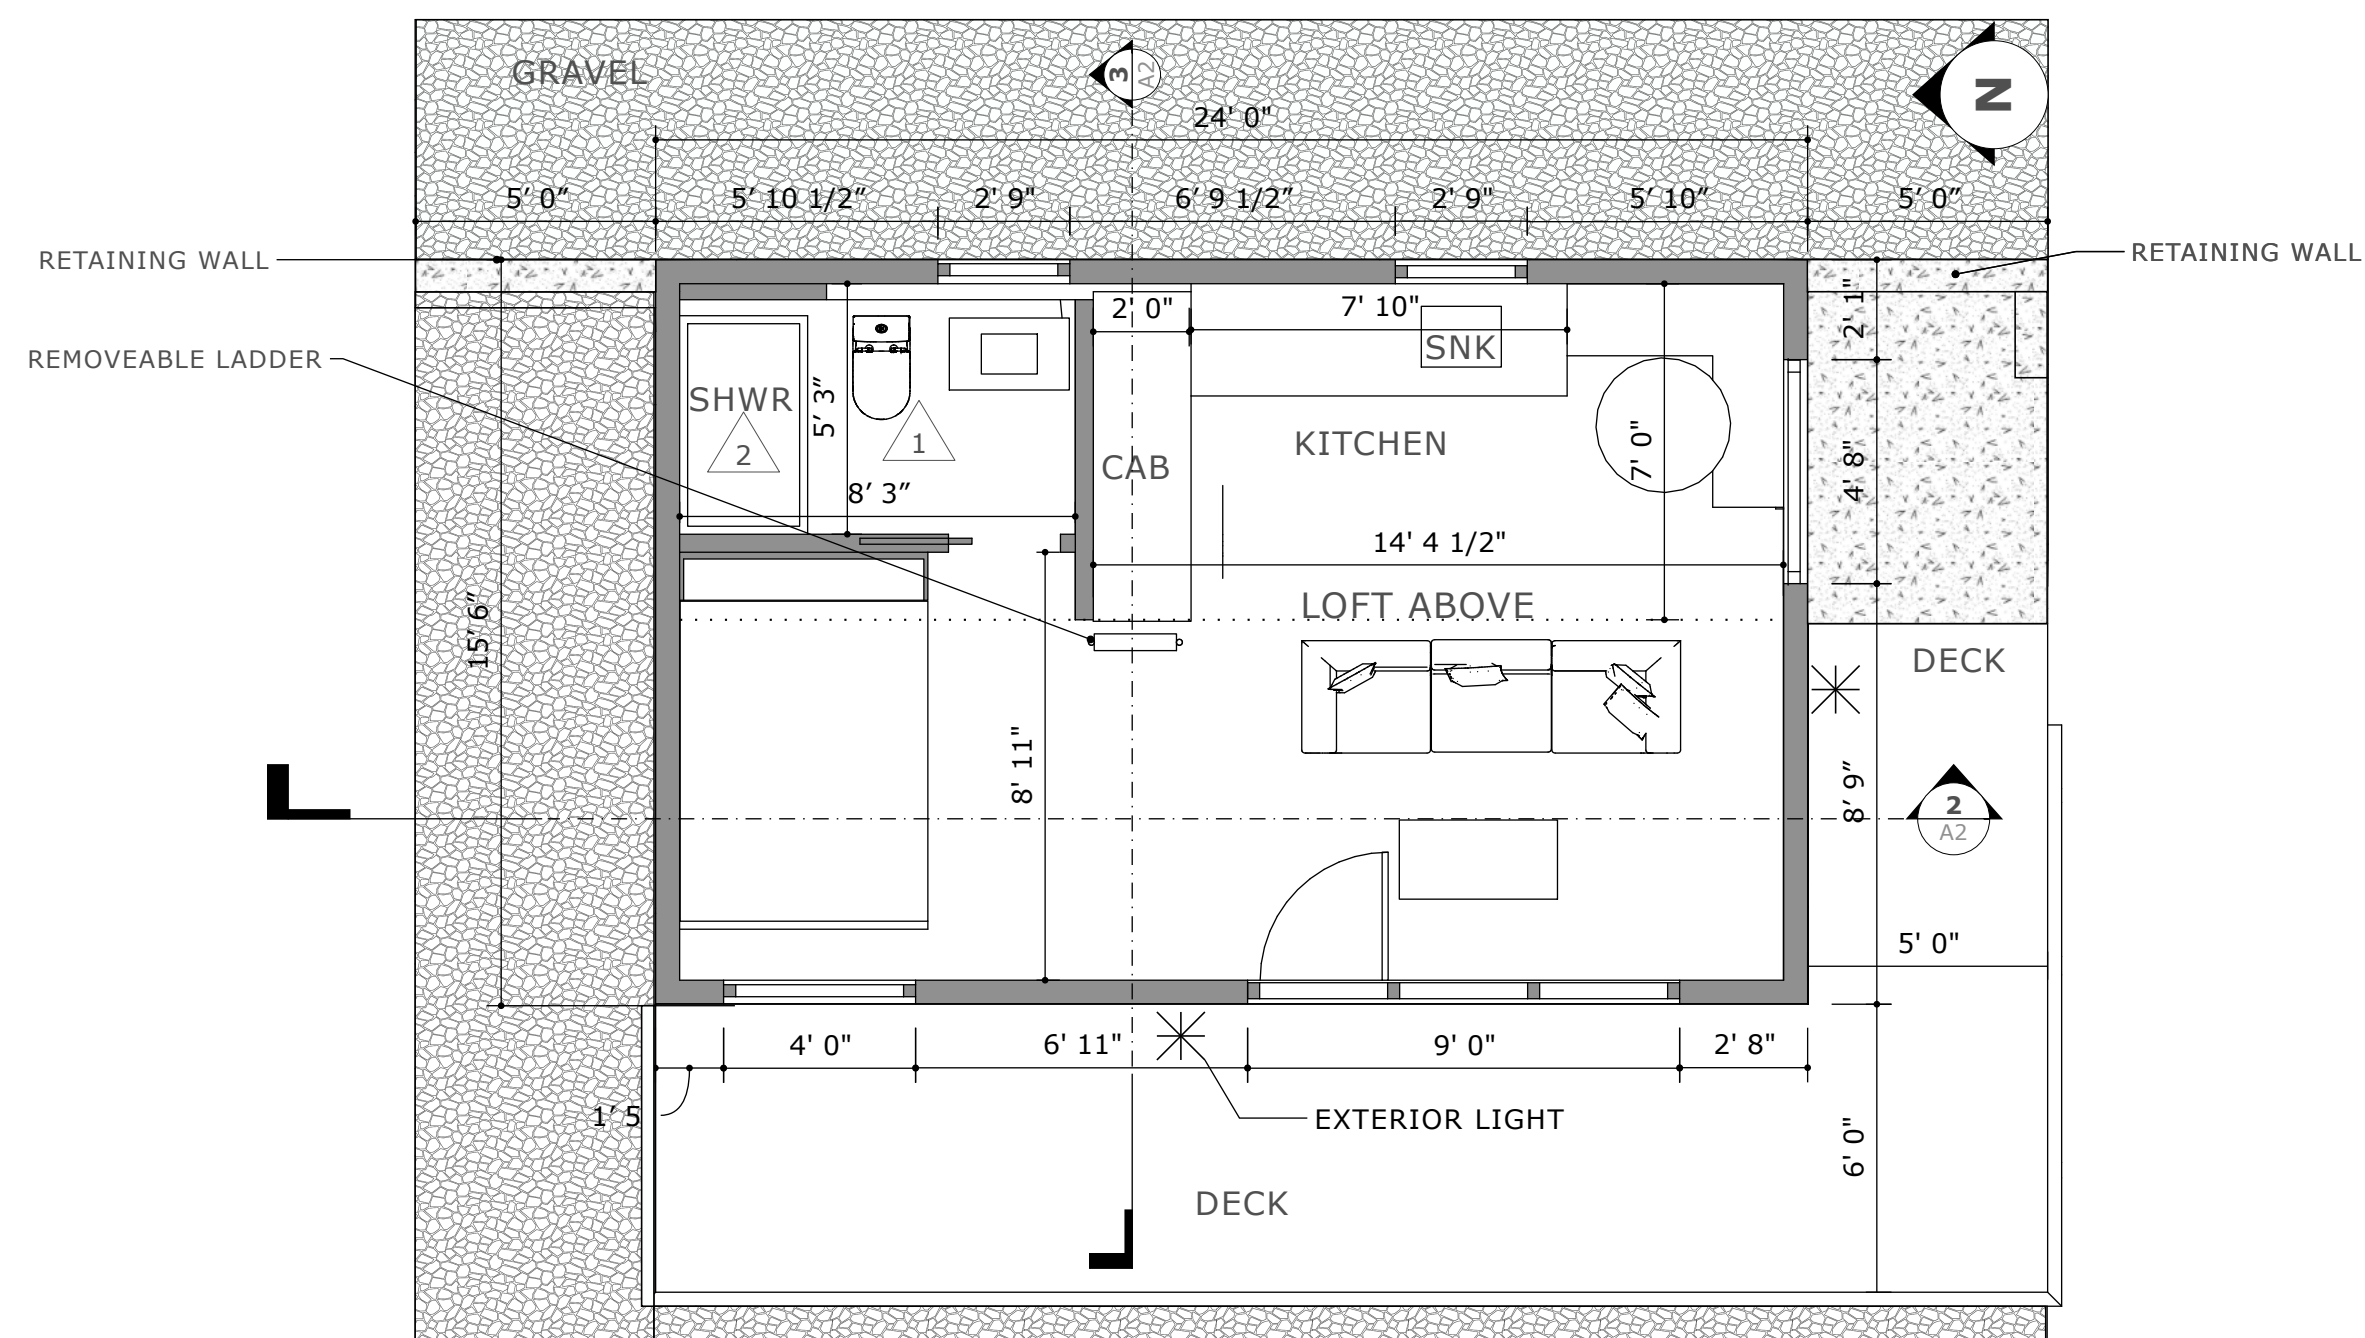 GRAVEL
3
A2
N
24' 0"
5′ 0″
5′ 10 1/2″
2' 9"
6′ 9 1/2″
2' 9"
5′ 10″
5′ 0″
RETAINING WALL
RETAINING WALL
2' 0"
7' 10"
2' 1"
SNK
REMOVEABLE LADDER
SHWR
5′ 3″
2
1
KITCHEN
7' 0"
CAB
4' 8"
8′ 3″
14' 4 1/2"
LOFT ABOVE
15′ 6″
DECK
8' 11"
8′ 9″
2
A2
5' 0"
4' 0"
6' 11"
9' 0"
2' 8"
1′ 5
EXTERIOR LIGHT
6' 0"
DECK